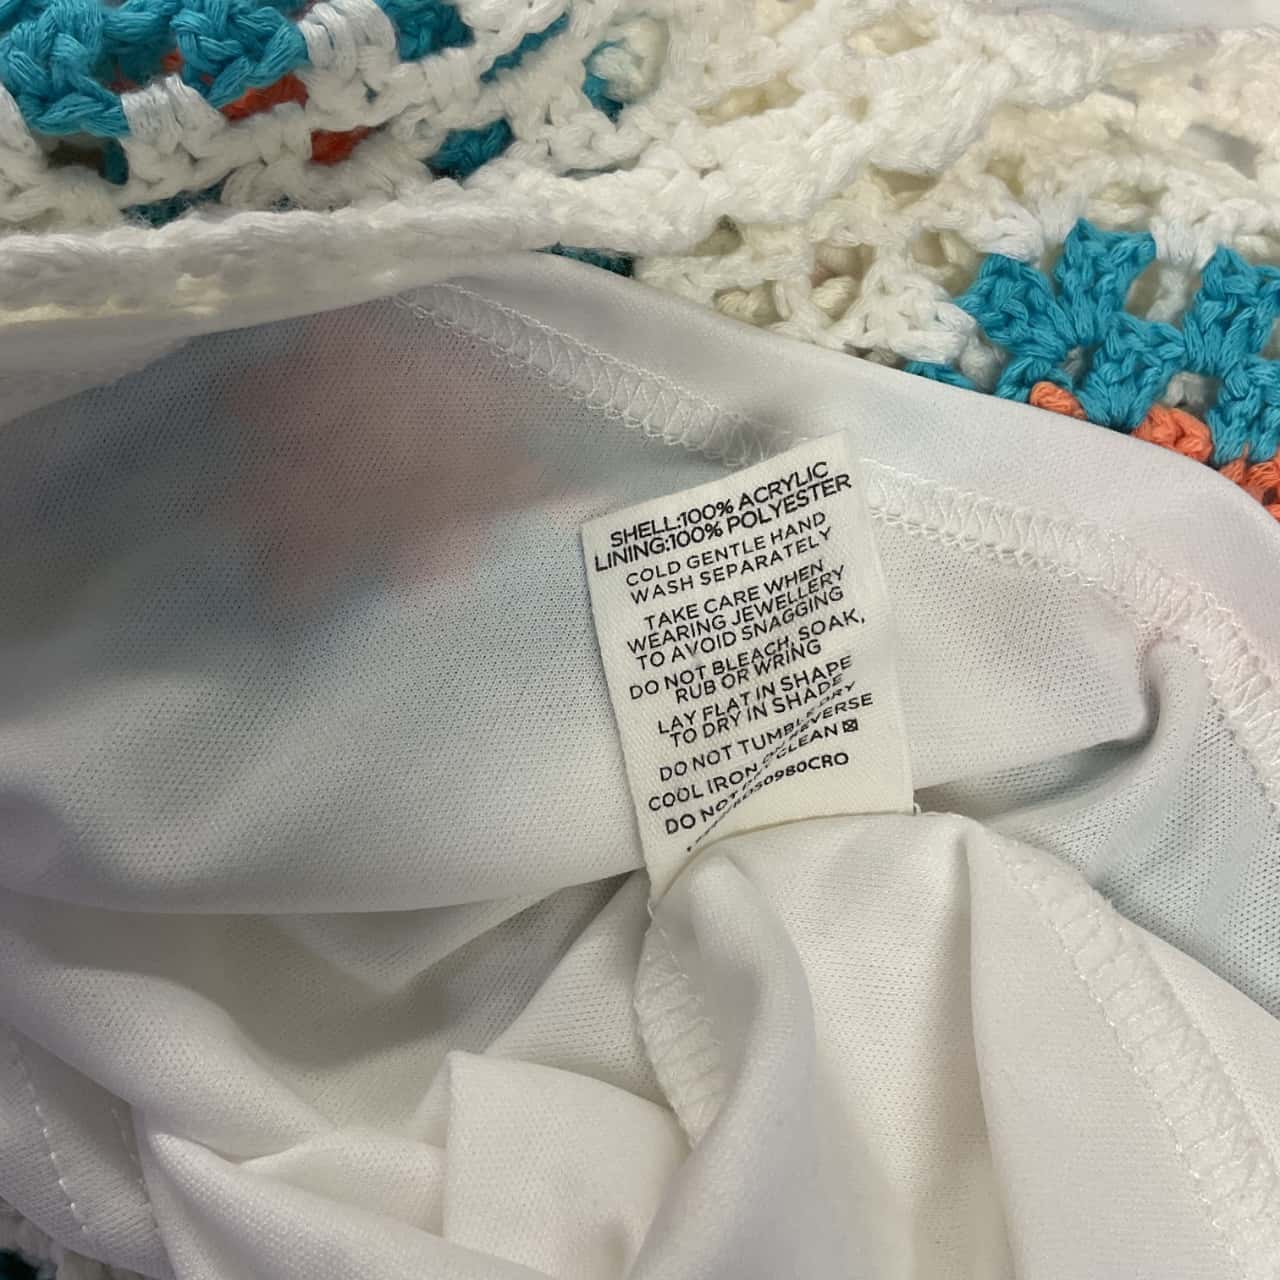 SHELL:100% ACRYLIC
LINING:100% POLYESTER
COLD GENTLE HAND
WASH SEPARATELY
TAKE CARE WHEN
WEARING JEWELLERY
TO AVOID SNAGGING
DO NOT BLEACH, SOAK,
RUB OR WRING
LAY FLAT IN SHAPE
TO DRY IN SHADE
DO NOT TUMBLE DRY
COOL IRON ON REVERSE
DO NOT DRY CLEAN